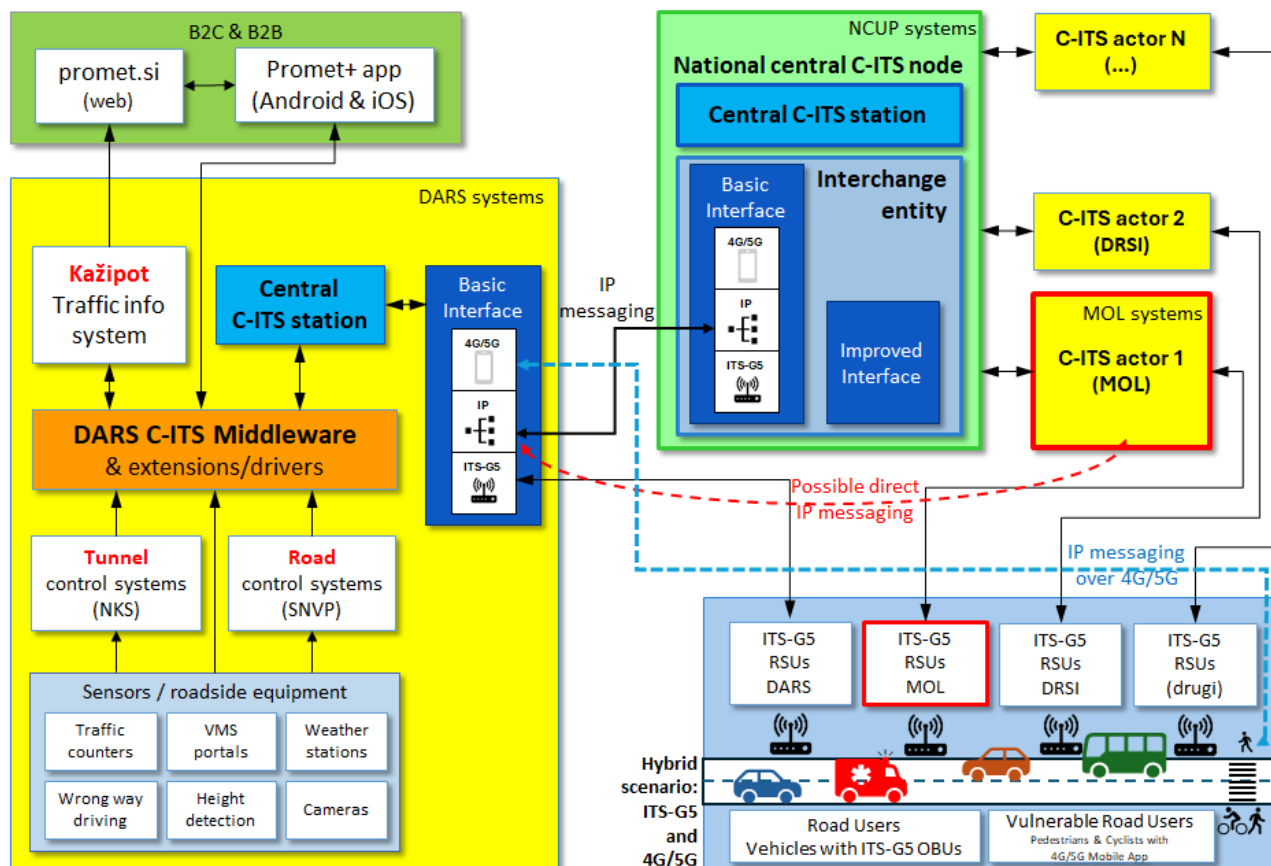 B2C & B2B
promet.si
(web)
Promet+ app
(Android & iOS)
DARS systems
Kažipot
Traffic info
system
Central
C-ITS station
Basic
Interface
4G/5G
IP
ITS-G5
DARS C-ITS Middleware
& extensions/drivers
Tunnel
control systems
(NKS)
Road
control systems
(SNVP)
Sensors / roadside equipment
Traffic
counters
VMS
portals
Weather
stations
Wrong way
driving
Height
detection
Cameras
IP
messaging
NCUP systems
National central C-ITS node
Central C-ITS station
Basic
Interface
4G/5G
IP
ITS-G5
Interchange
entity
Improved
Interface
C-ITS actor N
(...)
C-ITS actor 2
(DRSI)
MOL systems
C-ITS actor 1
(MOL)
Possible direct
IP messaging
IP messaging
over 4G/5G
ITS-G5
RSUs
DARS
ITS-G5
RSUs
MOL
ITS-G5
RSUs
DRSI
ITS-G5
RSUs
(drugi)
Hybrid
scenario:
ITS-G5
and
4G/5G
Road Users
Vehicles with ITS-G5 OBUs
Vulnerable Road Users
Pedestrians & Cyclists with
4G/5G Mobile App